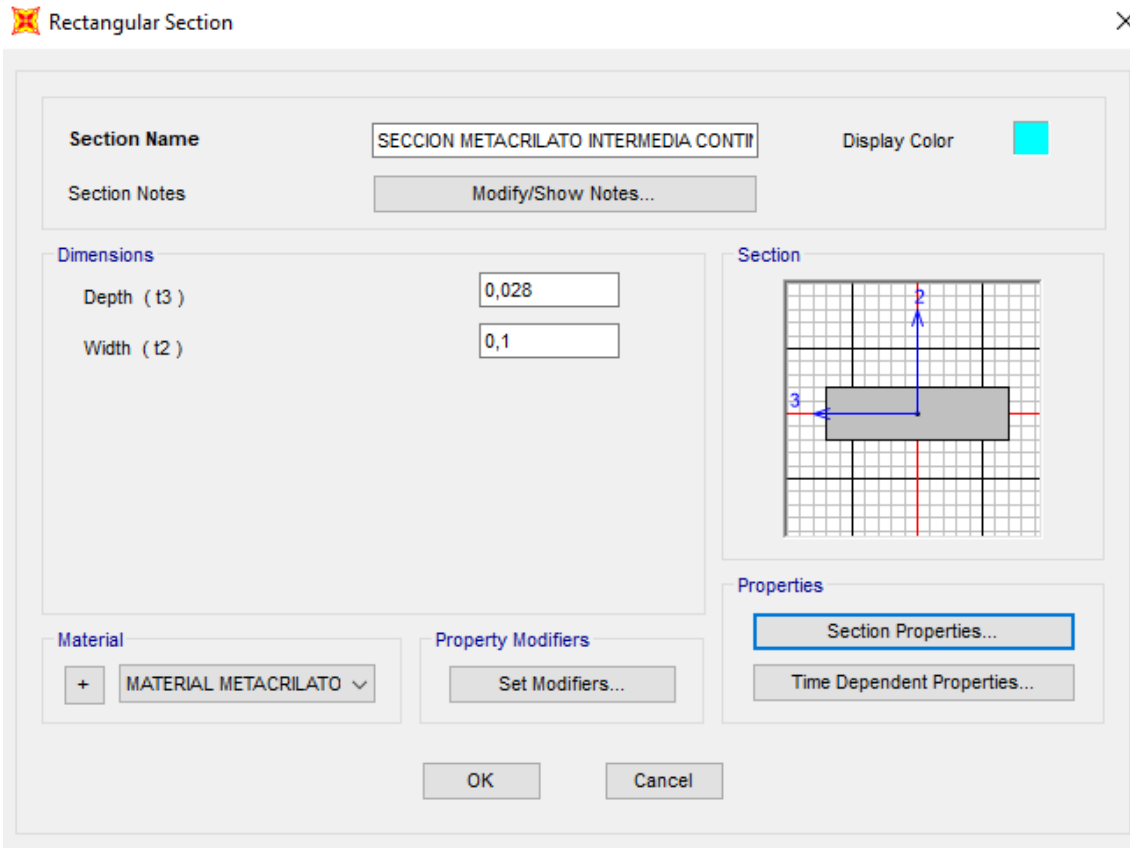 Rectangular Section
Section Name SECCION METACRILATO INTERMEDIA CONTIN Display Color
Section Notes Modify/Show Notes...
Dimensions
Depth ( t3 ) 0,028
Width ( t2 ) 0,1
Section
2
3
Properties
Section Properties...
Time Dependent Properties...
Material
+ MATERIAL METACRILATO
Property Modifiers
Set Modifiers...
OK Cancel